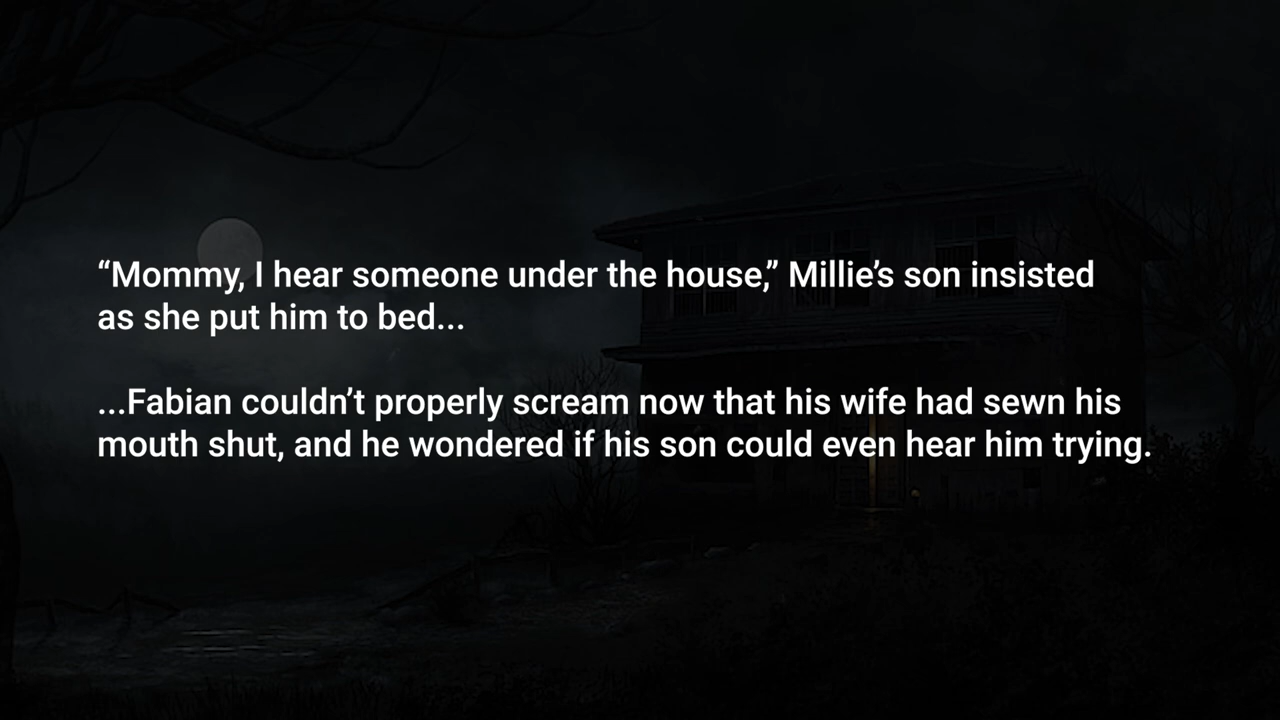 “Mommy, I hear someone under the house,” Millie’s son insisted
as she put him to bed...
...Fabian couldn’t properly scream now that his wife had sewn his
mouth shut, and he wondered if his son could even hear him trying.